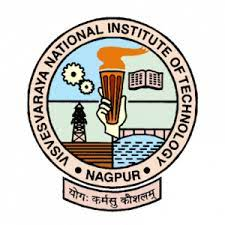 VISVESVARAYA NATIONAL INSTITUTE OF TECHNOLOGY
• NAGPUR •
योगः कर्मसु कौशलम्